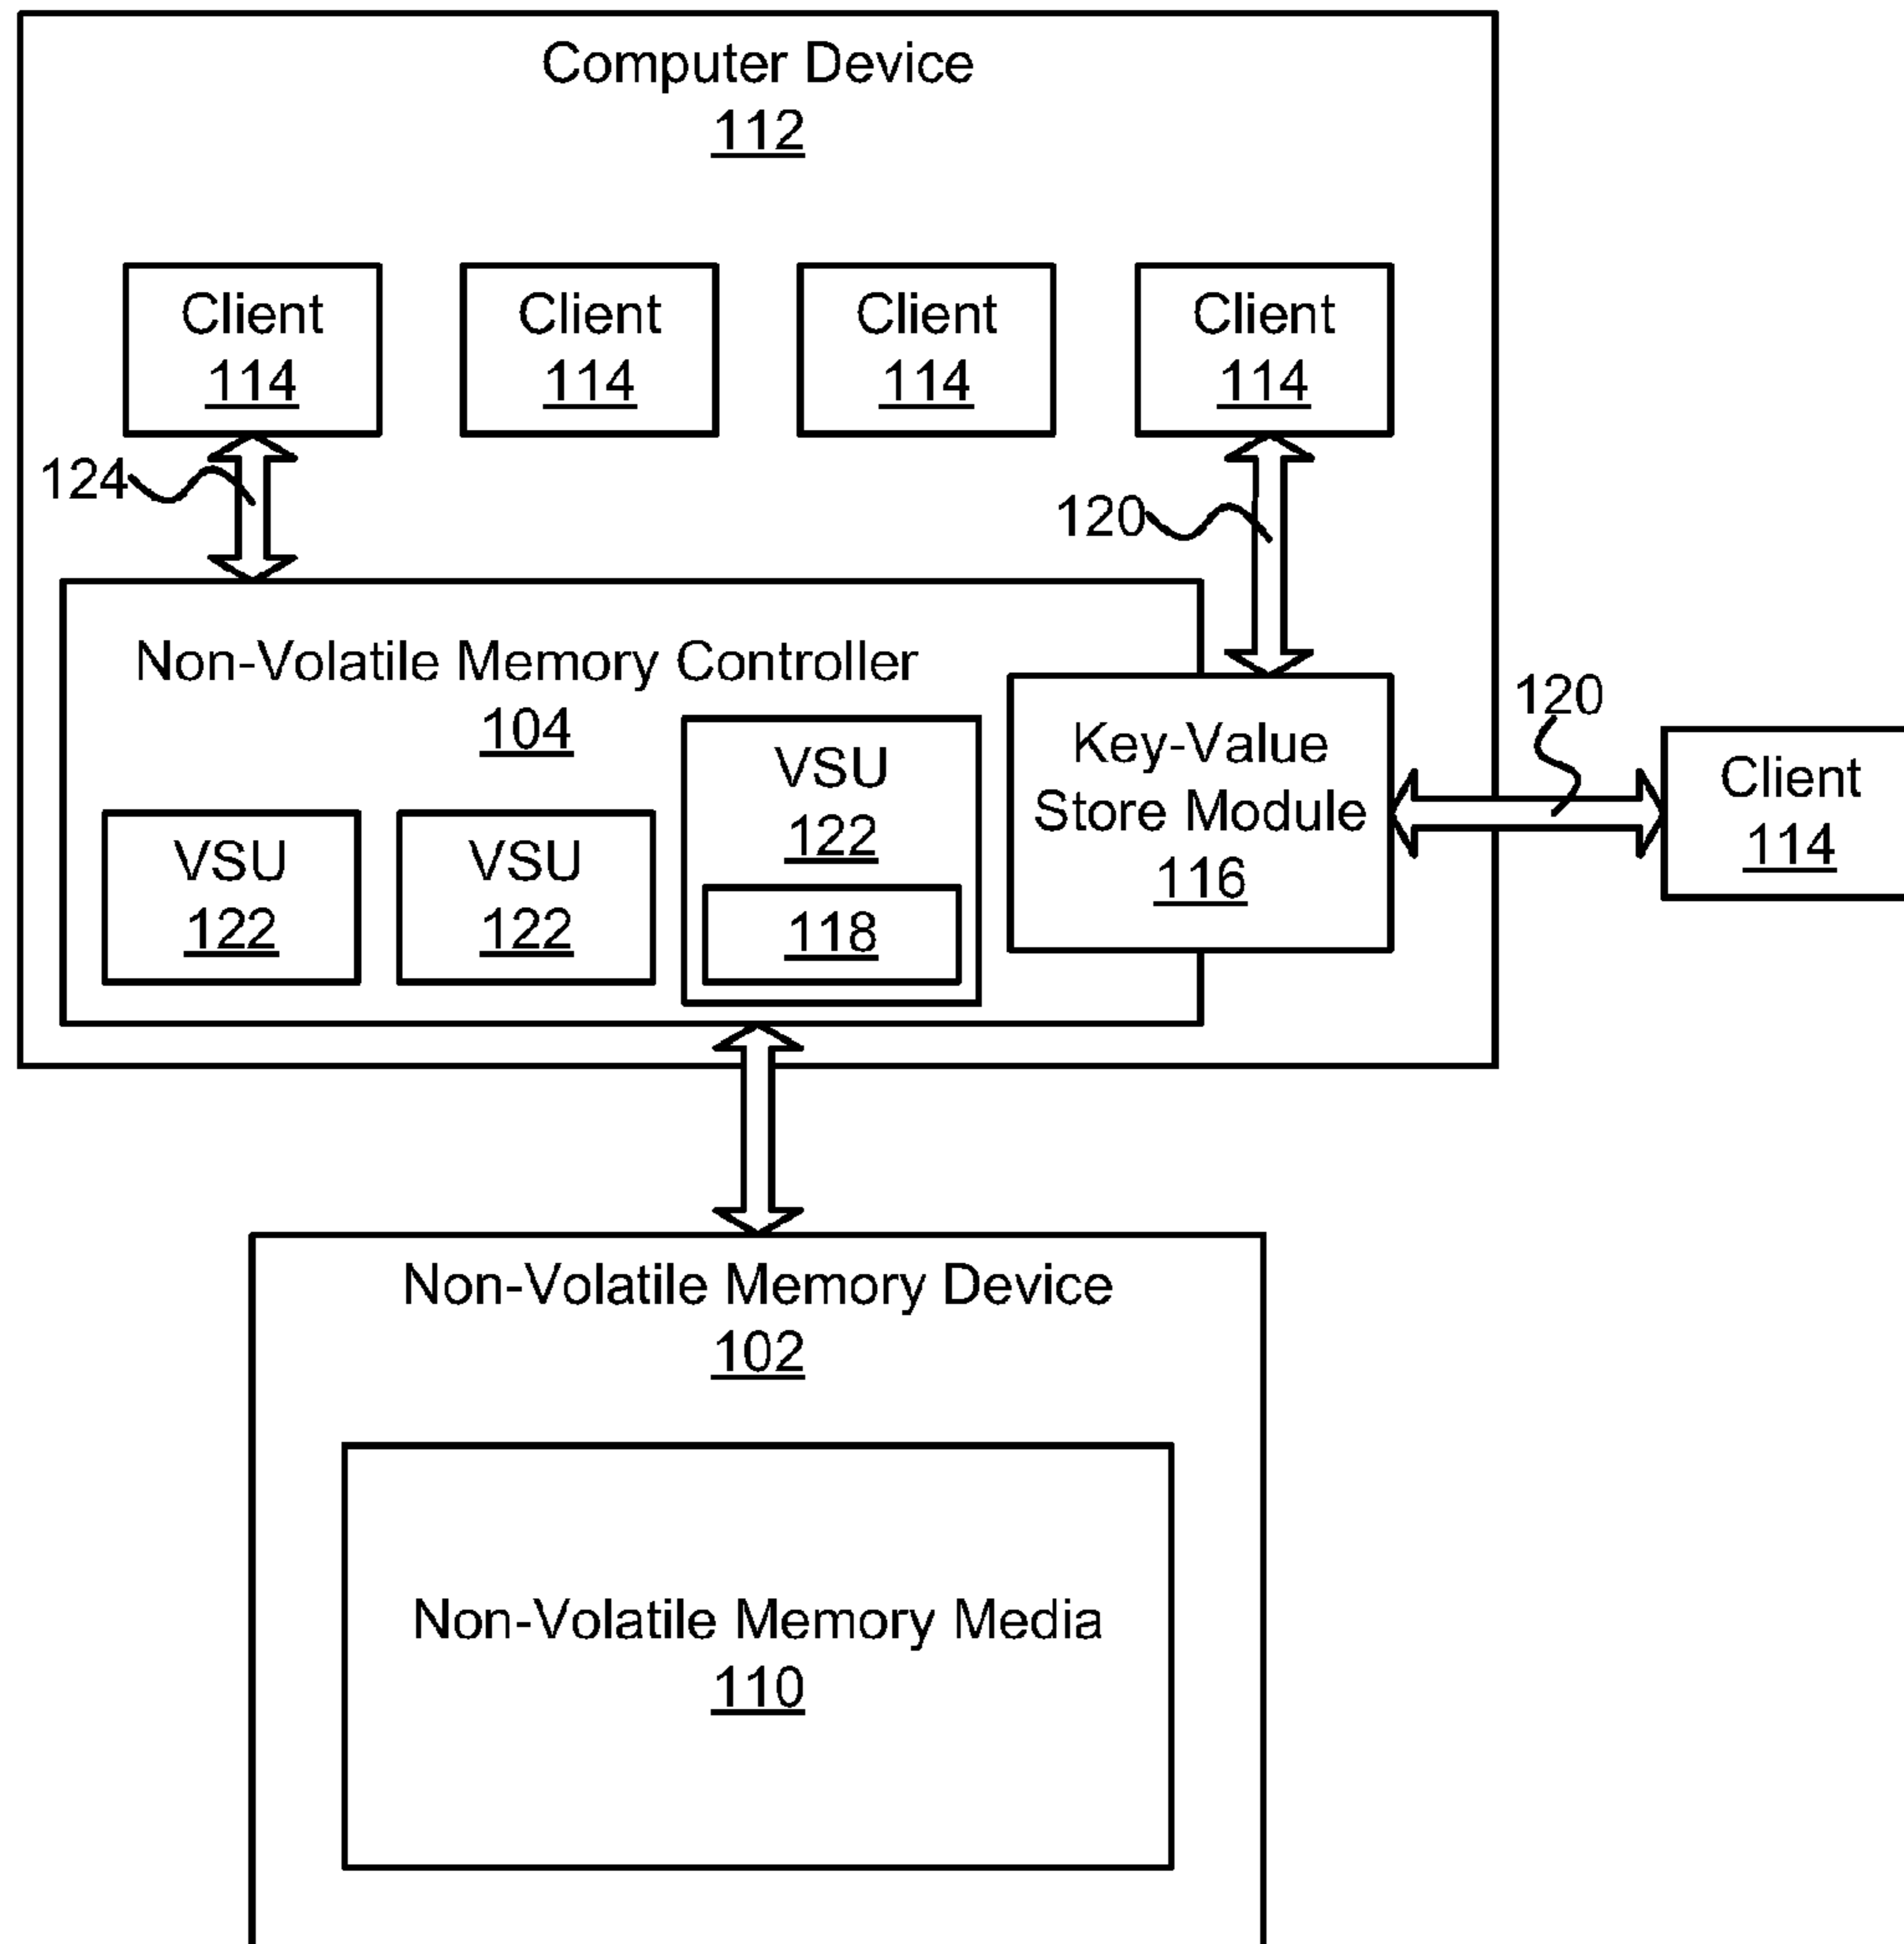 Computer Device
112
Client
114
Client
114
Client
114
Client
114
124
120
Non-Volatile Memory Controller
104
VSU
122
VSU
122
VSU
122
118
Key-Value
Store Module
116
120
Client
114
Non-Volatile Memory Device
102
Non-Volatile Memory Media
110